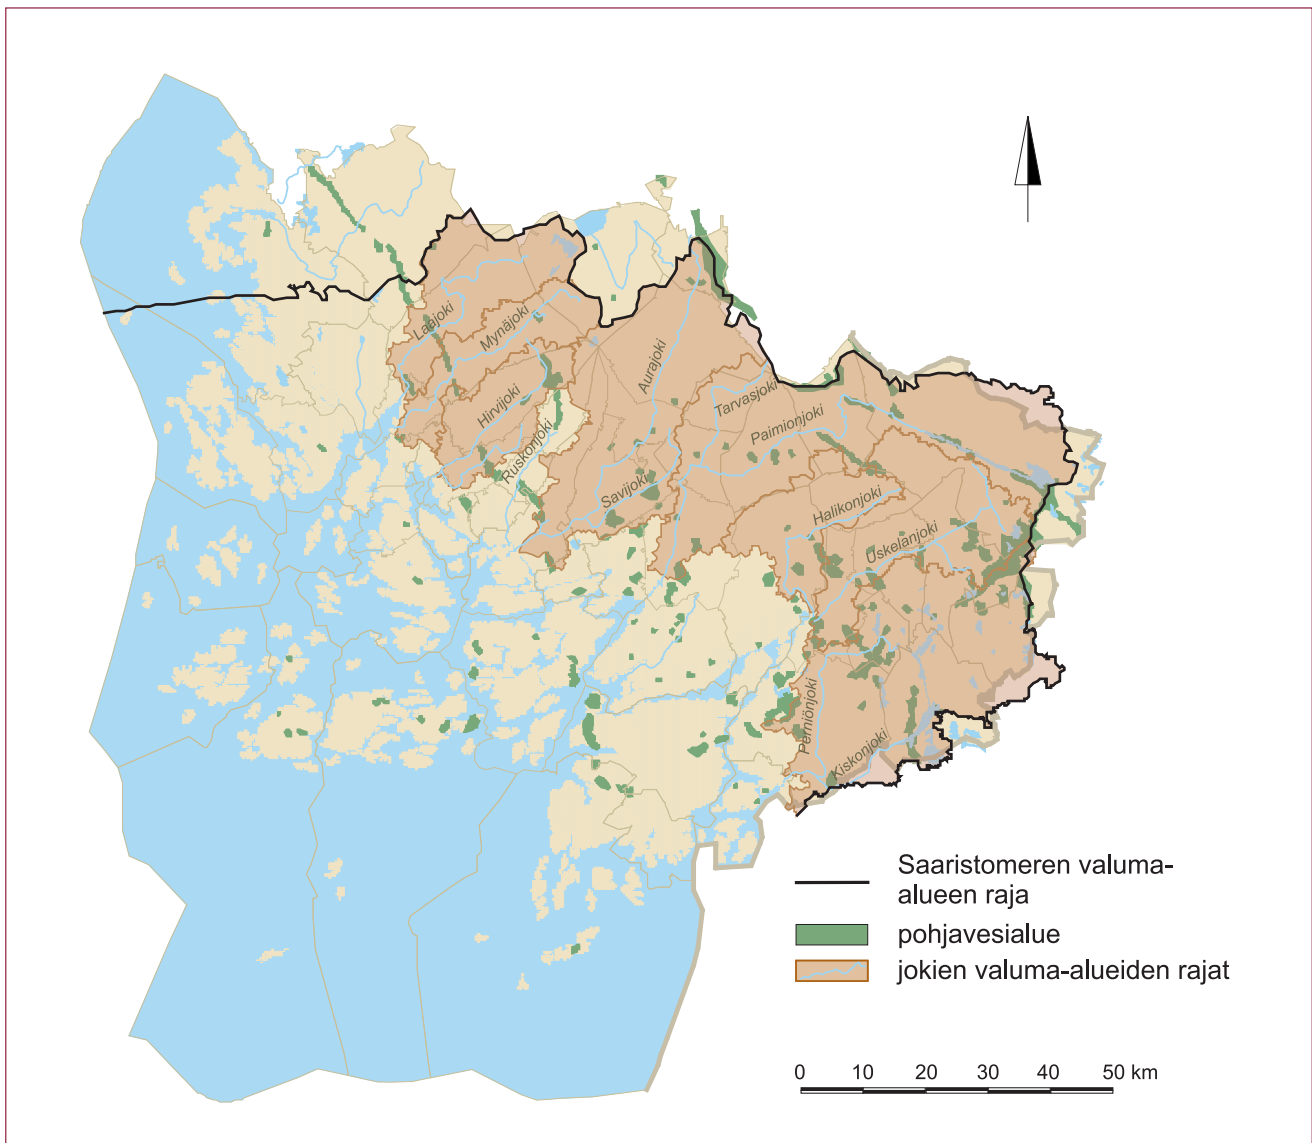 Laajoki
Mynäjoki
Hirvijoki
Ruskonjoki
Aurajoki
Savijoki
Tarvasjoki
Paimionjoki
Halikonjoki
Uskelanjoki
Perniönjoki
Kiskonjoki
Saaristomeren valuma-
alueen raja
pohjavesialue
jokien valuma-alueiden rajat
0 10 20 30 40 50 km